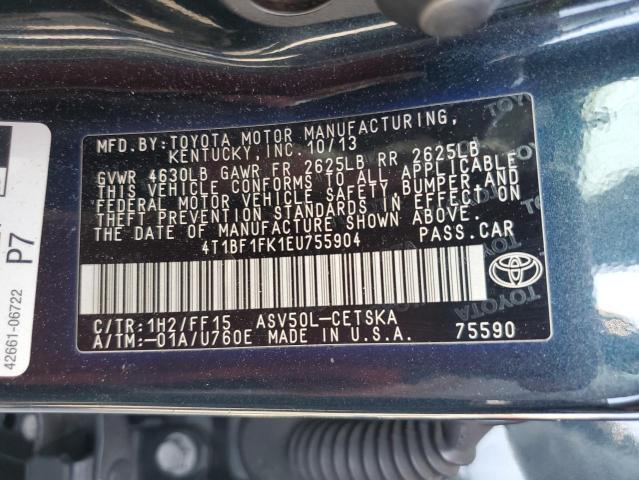 MFD.BY: TOYOTA MOTOR MANUFACTURING,
KENTUCKY, INC 10/13
GVWR 4630LB GAWR FR 2625LB RR 2625LB
THIS VEHICLE CONFORMS TO ALL APPLICABLE
FEDERAL MOTOR VEHICLE SAFETY, BUMPER, AND
THEFT PREVENTION STANDARDS IN EFFECT ON
THE DATE OF MANUFACTURE SHOWN ABOVE.
4T1BF1FK1EU755904 PASS.CAR
C/TR:1H2/FF15 ASV50L-CETSKA
A/TM:-01A/U760E MADE IN U.S.A. 75590
TOYOTA
TOYOTA
TOYOTA
TOYOTA
P7
42661-06722